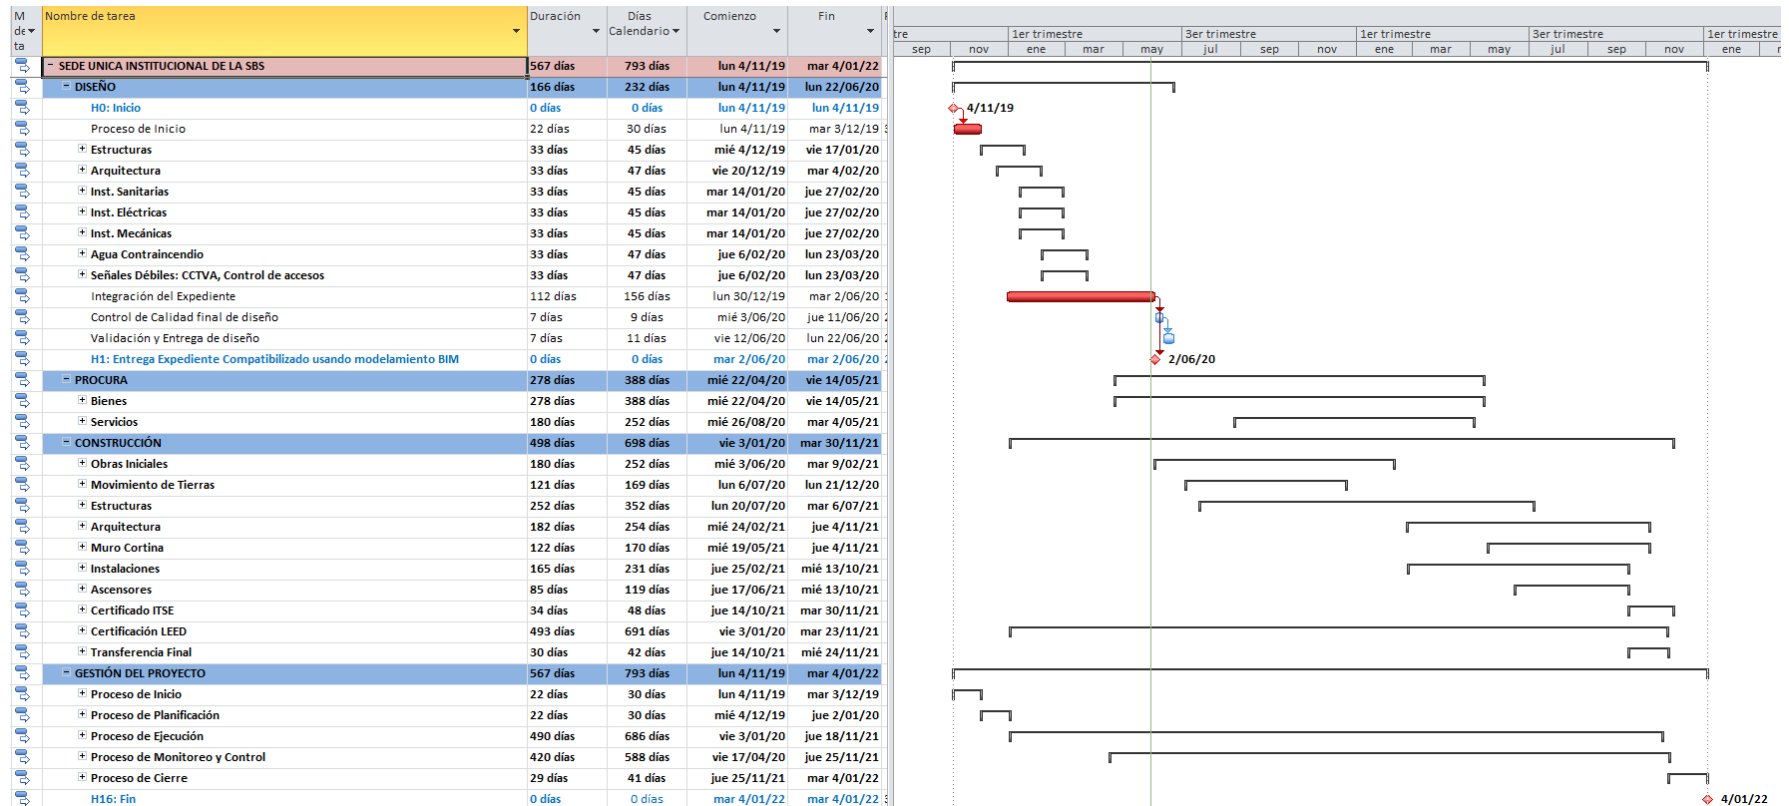 M de ta Nombre de tarea Duración Días Calendario Comienzo Fin
tre 1er trimestre 3er trimestre 1er trimestre 3er trimestre 1er trimestre
sep nov ene mar may jul sep nov ene mar may jul sep nov ene
SEDE UNICA INSTITUCIONAL DE LA SBS 567 días 793 días lun 4/11/19 mar 4/01/22
DISEÑO 166 días 232 días lun 4/11/19 lun 22/06/20
H0: Inicio 0 días 0 días lun 4/11/19 lun 4/11/19 4/11/19
Proceso de Inicio 22 días 30 días lun 4/11/19 mar 3/12/19
Estructuras 33 días 45 días mié 4/12/19 vie 17/01/20
Arquitectura 33 días 47 días vie 20/12/19 mar 4/02/20
Inst. Sanitarias 33 días 45 días mar 14/01/20 jue 27/02/20
Inst. Eléctricas 33 días 45 días mar 14/01/20 jue 27/02/20
Inst. Mecánicas 33 días 45 días mar 14/01/20 jue 27/02/20
Agua Contraincendio 33 días 47 días jue 6/02/20 lun 23/03/20
Señales Débiles: CCTVA, Control de accesos 33 días 47 días jue 6/02/20 lun 23/03/20
Integración del Expediente 112 días 156 días lun 30/12/19 mar 2/06/20
Control de Calidad final de diseño 7 días 9 días mié 3/06/20 jue 11/06/20
Validación y Entrega de diseño 7 días 11 días vie 12/06/20 lun 22/06/20
H1: Entrega Expediente Compatibilizado usando modelamiento BIM 0 días 0 días mar 2/06/20 mar 2/06/20 2/06/20
PROCURA 278 días 388 días mié 22/04/20 vie 14/05/21
Bienes 278 días 388 días mié 22/04/20 vie 14/05/21
Servicios 180 días 252 días mié 26/08/20 mar 4/05/21
CONSTRUCCIÓN 498 días 698 días vie 3/01/20 mar 30/11/21
Obras Iniciales 180 días 252 días mié 3/06/20 mar 9/02/21
Movimiento de Tierras 121 días 169 días lun 6/07/20 lun 21/12/20
Estructuras 252 días 352 días lun 20/07/20 mar 6/07/21
Arquitectura 182 días 254 días mié 24/02/21 jue 4/11/21
Muro Cortina 122 días 170 días mié 19/05/21 jue 4/11/21
Instalaciones 165 días 231 días jue 25/02/21 mié 13/10/21
Ascensores 85 días 119 días jue 17/06/21 mié 13/10/21
Certificado ITSE 34 días 48 días jue 14/10/21 mar 30/11/21
Certificación LEED 493 días 691 días vie 3/01/20 mar 23/11/21
Transferencia Final 30 días 42 días jue 14/10/21 mié 24/11/21
GESTIÓN DEL PROYECTO 567 días 793 días lun 4/11/19 mar 4/01/22
Proceso de Inicio 22 días 30 días lun 4/11/19 mar 3/12/19
Proceso de Planificación 22 días 30 días mié 4/12/19 jue 2/01/20
Proceso de Ejecución 490 días 686 días vie 3/01/20 jue 18/11/21
Proceso de Monitoreo y Control 420 días 588 días vie 17/04/20 jue 25/11/21
Proceso de Cierre 29 días 41 días jue 25/11/21 mar 4/01/22
H16: Fin 0 días 0 días mar 4/01/22 mar 4/01/22 4/01/22